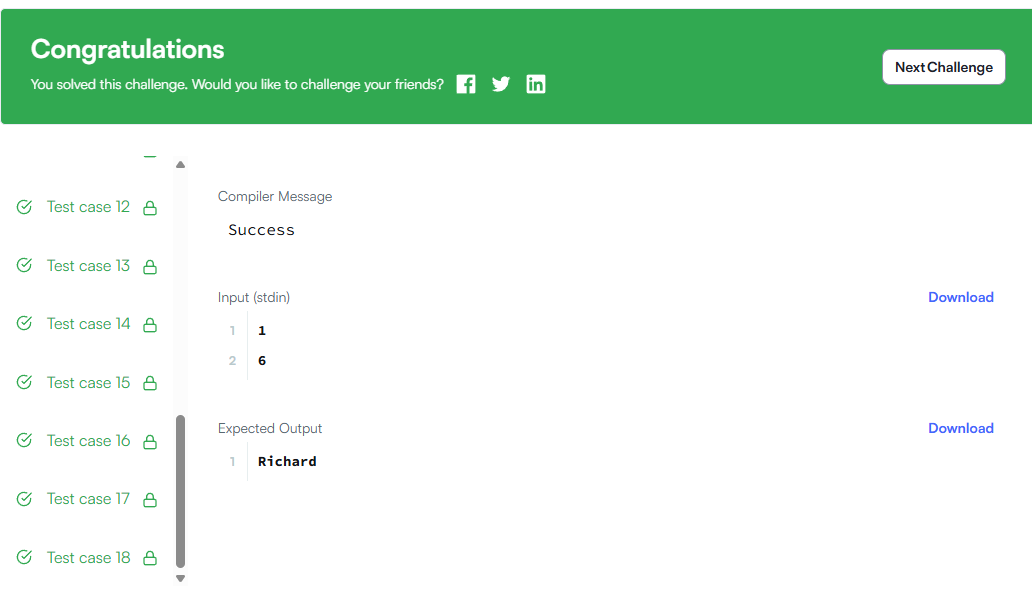 Congratulations
You solved this challenge. Would you like to challenge your friends?
Next Challenge
Test case 12
Test case 13
Test case 14
Test case 15
Test case 16
Test case 17
Test case 18
Compiler Message
Success
Input (stdin)
Download
1 1
2 6
Expected Output
Download
1 Richard